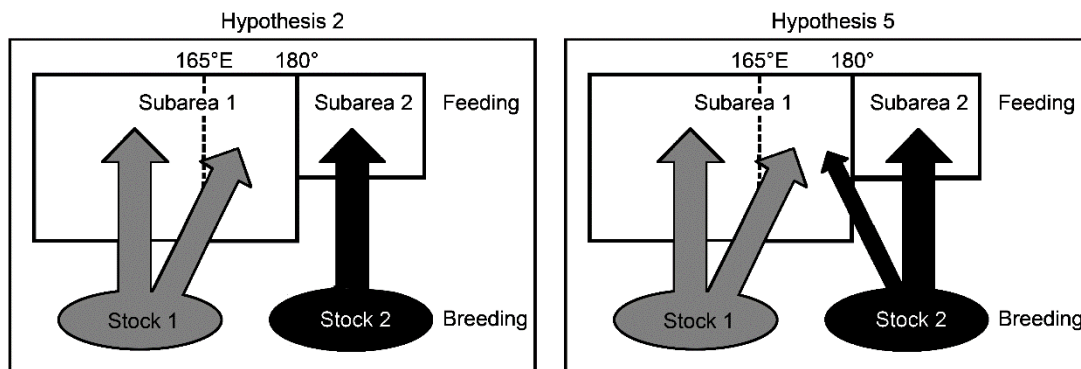 Hypothesis 2
165°E 180°
Subarea 1 Subarea 2 Feeding
Stock 1 Stock 2 Breeding
Hypothesis 5
165°E 180°
Subarea 1 Subarea 2 Feeding
Stock 1 Stock 2 Breeding